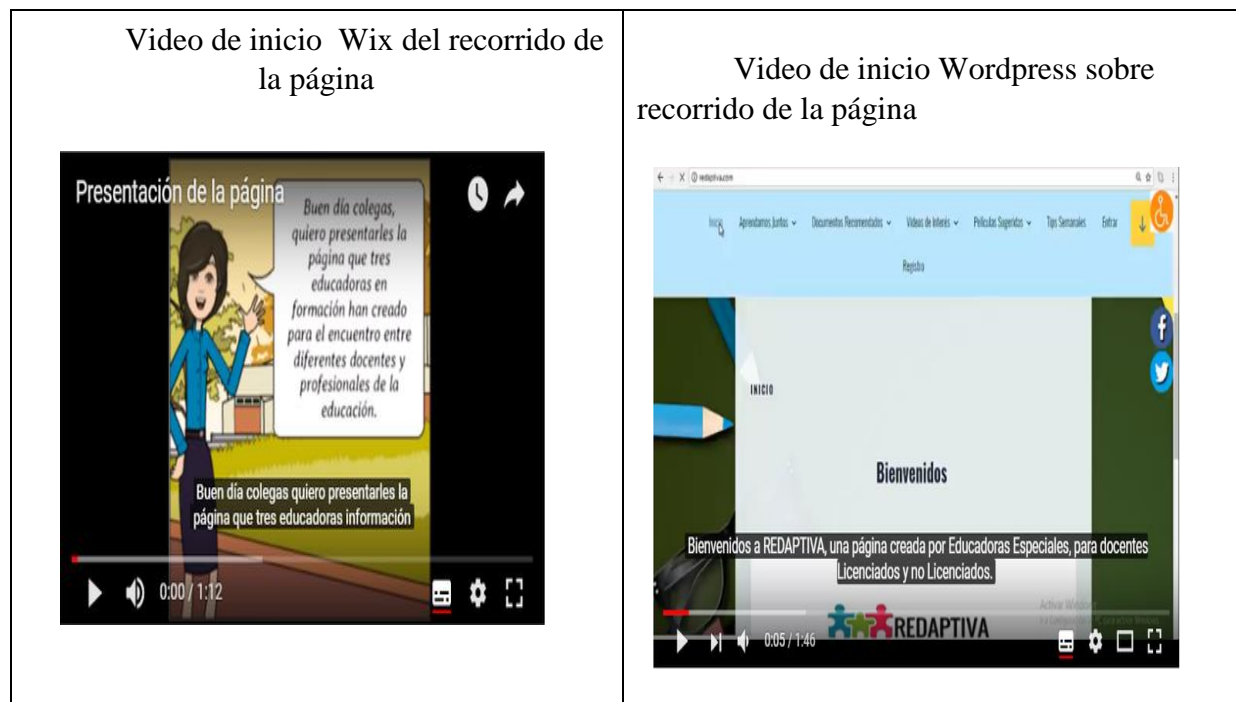 Video de inicio Wix del recorrido de
la página
Presentación de la página
Buen día colegas,
quiero presentarles la
página que tres
educadoras en
formación han creado
para el encuentro entre
diferentes docentes y
profesionales de la
educación.
Buen día colegas quiero presentarles la
página que tres educadoras información
0:00 / 1:12
Video de inicio Wordpress sobre
recorrido de la página
redaptiva.com
Inicio Aprendamos Juntos Documentos Recomendados Videos de Interés Películas Sugeridas Tips Semanales Entrar
Registro
INICIO
Bienvenidos
Bienvenidos a REDAPTIVA, una página creada por Educadoras Especiales, para docentes
Licenciados y no Licenciados.
REDAPTIVA
Activar Windows
0:05 / 1:46